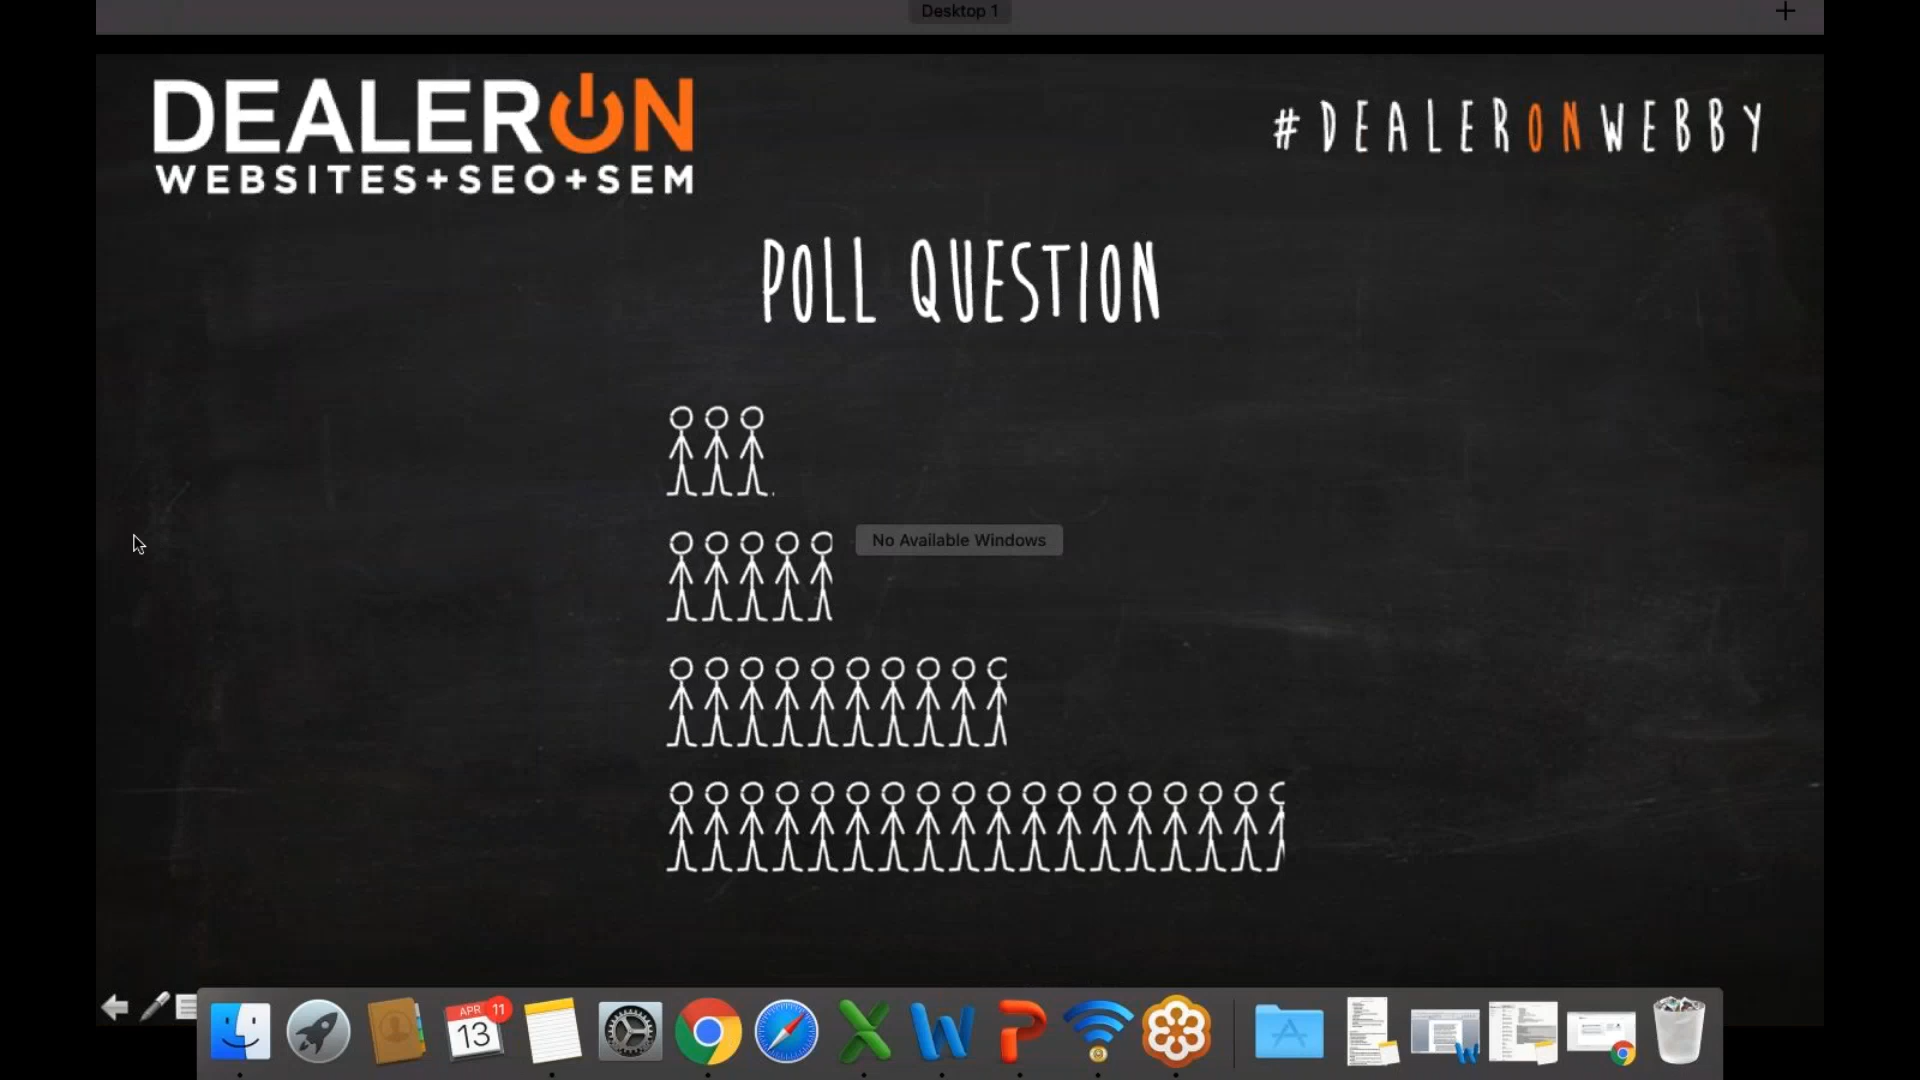 Desktop 1
DEALERON
WEBSITES+SEO+SEM
#DEALERONWEBBY
POLL QUESTION
No Available Windows
APR
11
13